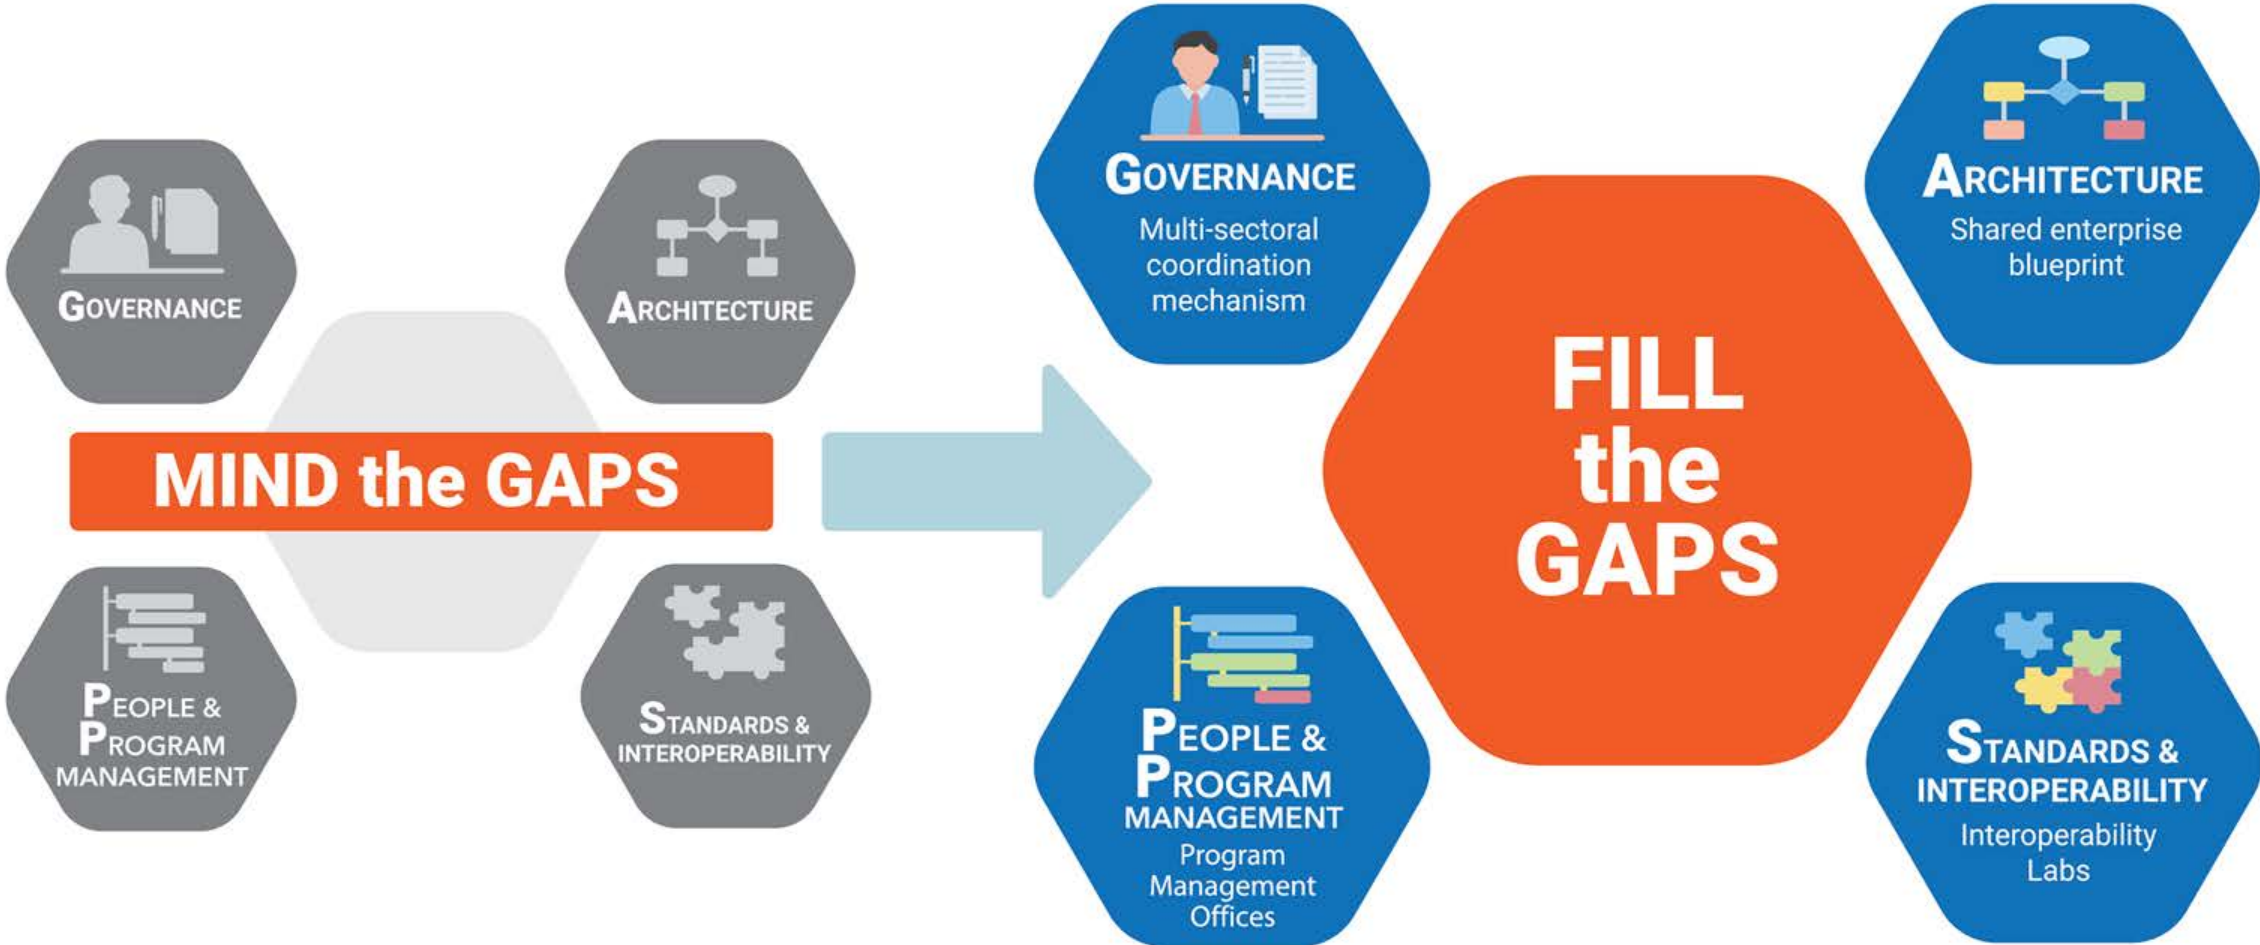 GOVERNANCE
ARCHITECTURE
MIND the GAPS
PEOPLE &
PROGRAM
MANAGEMENT
STANDARDS &
INTEROPERABILITY
GOVERNANCE
Multi-sectoral
coordination
mechanism
ARCHITECTURE
Shared enterprise
blueprint
FILL
the
GAPS
PEOPLE &
PROGRAM
MANAGEMENT
Program
Management
Offices
STANDARDS &
INTEROPERABILITY
Interoperability
Labs